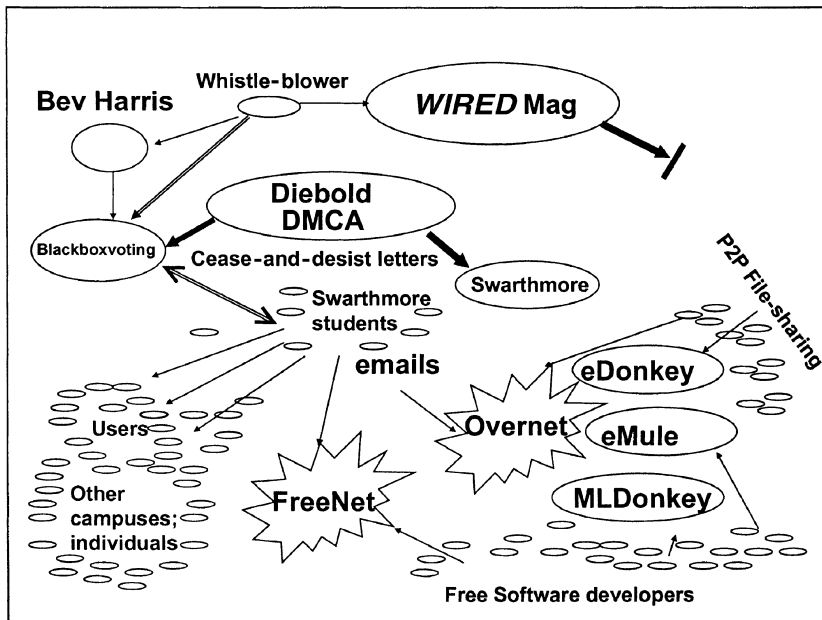 Whistle-blower
Bev Harris
WIRED Mag
Diebold
DMCA
Blackboxvoting
Cease-and-desist letters
Swarthmore
P2P File-sharing
Swarthmore
students
emails
eDonkey
Users
Overnet
eMule
FreeNet
MLDonkey
Other
campuses;
individuals
Free Software developers